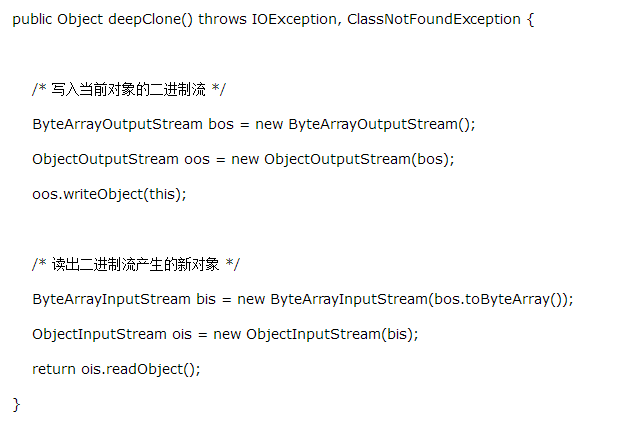 public Object deepClone() throws IOException, ClassNotFoundException {
/* 写入当前对象的二进制流 */
ByteArrayOutputStream bos = new ByteArrayOutputStream();
ObjectOutputStream oos = new ObjectOutputStream(bos);
oos.writeObject(this);
/* 读出二进制流产生的新对象 */
ByteArrayInputStream bis = new ByteArrayInputStream(bos.toByteArray());
ObjectInputStream ois = new ObjectInputStream(bis);
return ois.readObject();
}